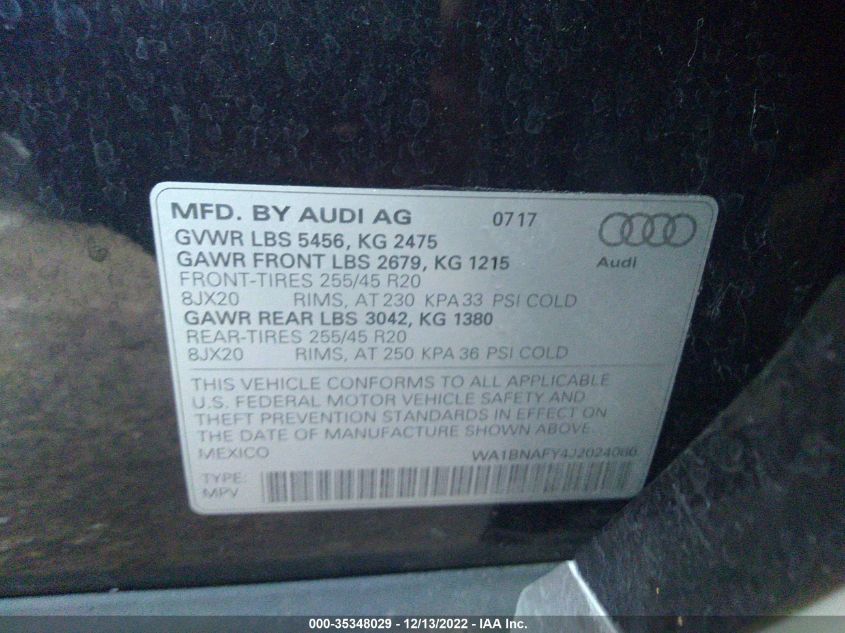 MFD. BY AUDI AG 0717
Audi
GVWR LBS 5456, KG 2475
GAWR FRONT LBS 2679, KG 1215
FRONT-TIRES 255/45 R20
8JX20 RIMS, AT 230 KPA 33 PSI COLD
GAWR REAR LBS 3042, KG 1380
REAR-TIRES 255/45 R20
8JX20 RIMS, AT 250 KPA 36 PSI COLD
THIS VEHICLE CONFORMS TO ALL APPLICABLE
U.S. FEDERAL MOTOR VEHICLE SAFETY AND
THEFT PREVENTION STANDARDS IN EFFECT ON
THE DATE OF MANUFACTURE SHOWN ABOVE.
MEXICO
TYPE:
MPV
000-35348029 - 12/13/2022 - IAA Inc.